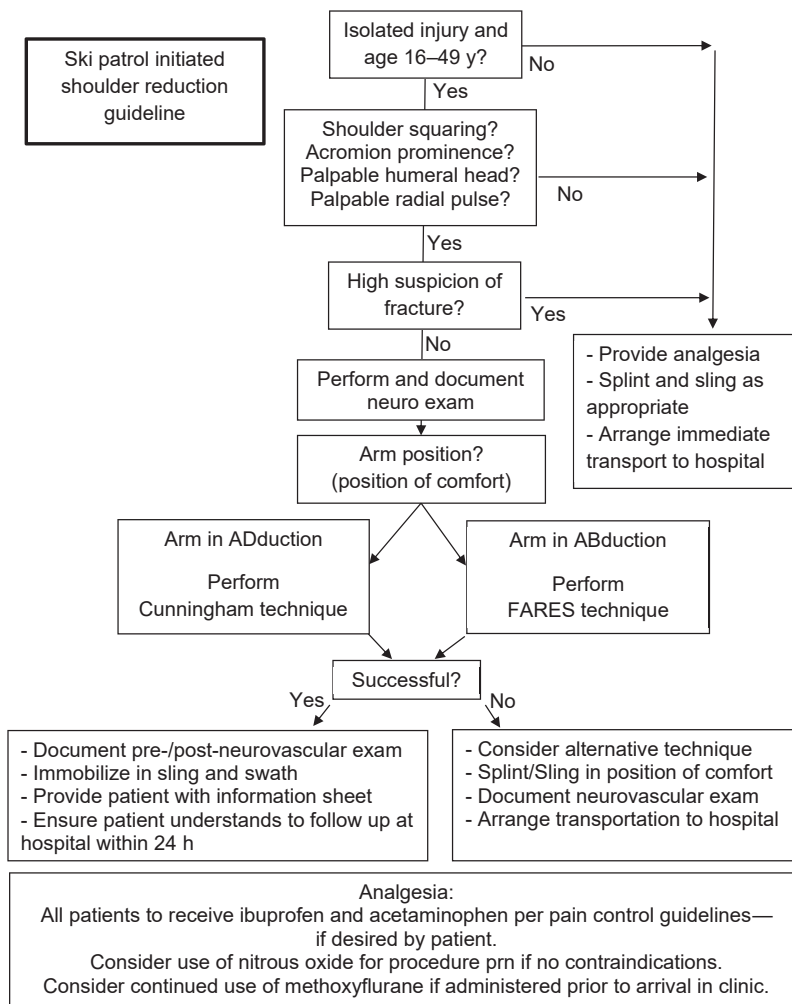 Ski patrol initiated
shoulder reduction
guideline
Isolated injury and
age 16–49 y?
No
Yes
Shoulder squaring?
Acromion prominence?
Palpable humeral head?
Palpable radial pulse?
No
Yes
High suspicion of
fracture?
Yes
No
- Provide analgesia
- Splint and sling as
appropriate
- Arrange immediate
transport to hospital
Perform and document
neuro exam
Arm position?
(position of comfort)
Arm in ADduction
Perform
Cunningham technique
Arm in ABduction
Perform
FARES technique
Successful?
Yes
No
- Document pre-/post-neurovascular exam
- Immobilize in sling and swath
- Provide patient with information sheet
- Ensure patient understands to follow up at
hospital within 24 h
- Consider alternative technique
- Splint/Sling in position of comfort
- Document neurovascular exam
- Arrange transportation to hospital
Analgesia:
All patients to receive ibuprofen and acetaminophen per pain control guidelines—
if desired by patient.
Consider use of nitrous oxide for procedure prn if no contraindications.
Consider continued use of methoxyflurane if administered prior to arrival in clinic.